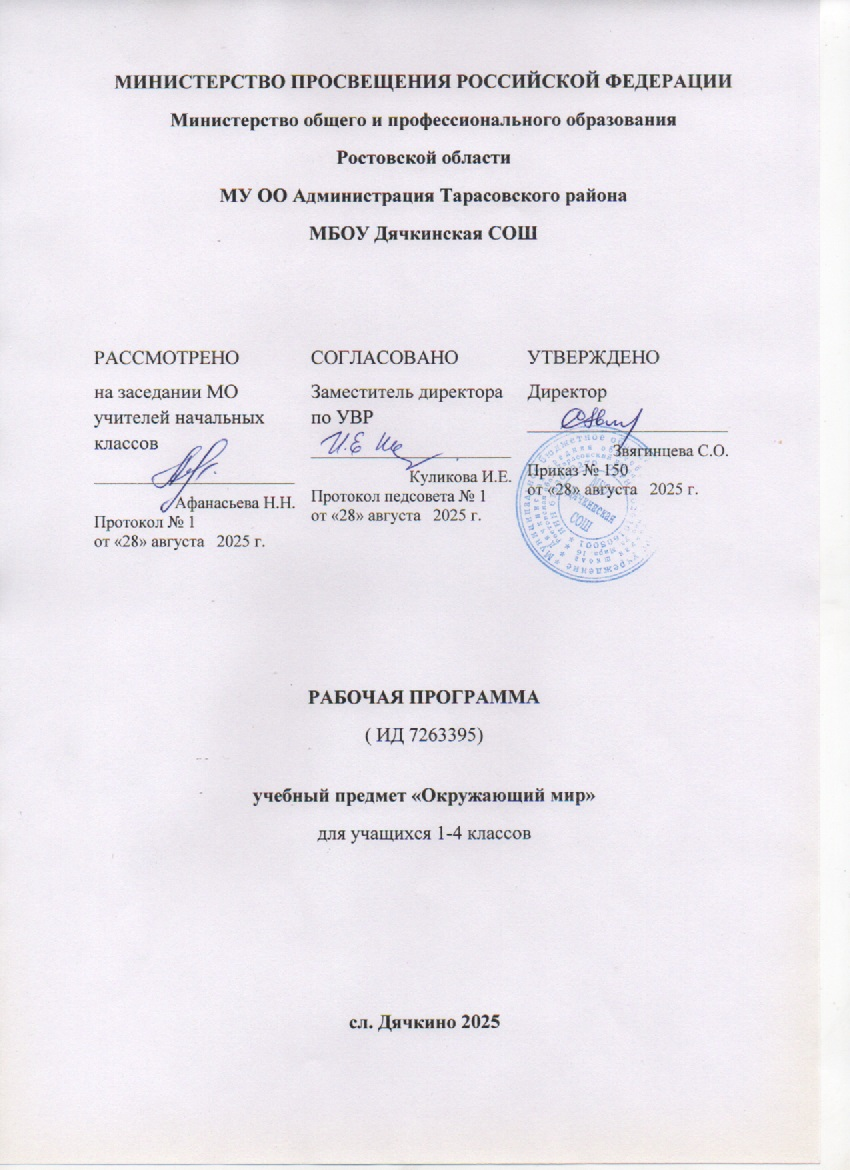 МИНИСТЕРСТВО ПРОСВЕЩЕНИЯ РОССИЙСКОЙ ФЕДЕРАЦИИ
Министерство общего и профессионального образования
Ростовской области
МУ ОО Администрация Тарасовского района
МБОУ Дячкинская СОШ
РАССМОТРЕНО
на заседании МО
учителей начальных
классов
Афанасьева Н.Н.
Протокол № 1
от «28» августа 2025 г.
СОГЛАСОВАНО
Заместитель директора
по УВР
Куликова И.Е.
Протокол педсовета № 1
от «28» августа 2025 г.
УТВЕРЖДЕНО
Директор
Звягинцева С.О.
Приказ № 150
от «28» августа 2025 г.
СОШ
РАБОЧАЯ ПРОГРАММА
( ИД 7263395)
учебный предмет «Окружающий мир»
для учащихся 1-4 классов
сл. Дячкино 2025